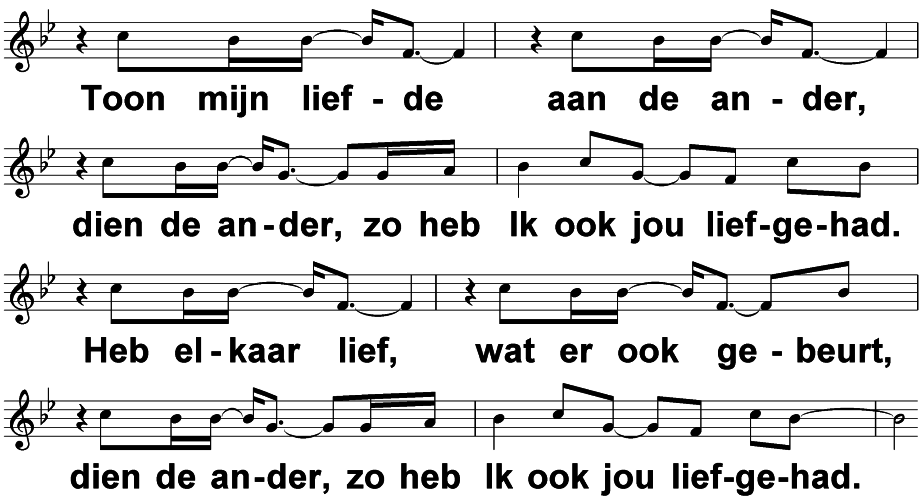 Toon mijn lief - de aan de an - der,
dien de an - der, zo heb Ik ook jou lief-ge-had.
Heb el - kaar lief, wat er ook ge - beurt,
dien de an-der, zo heb Ik ook jou lief-ge-had.